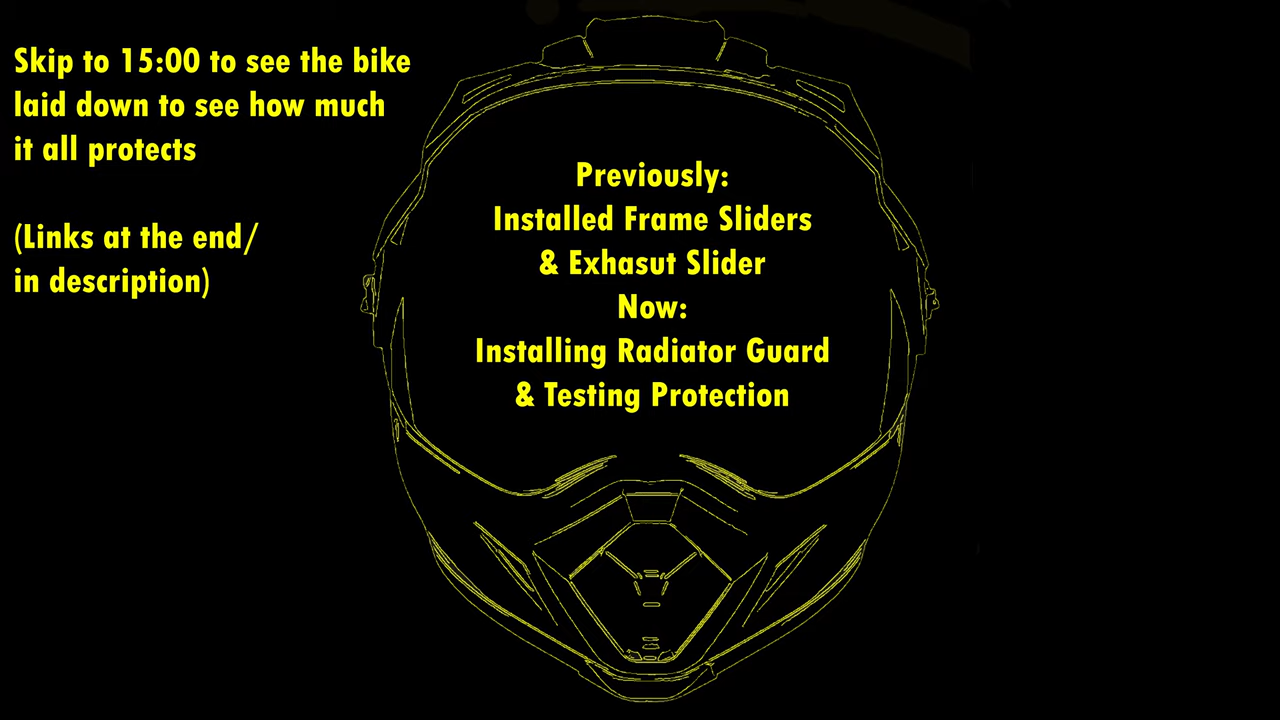 Skip to 15:00 to see the bike
laid down to see how much
it all protects
(Links at the end/
in description)
Previously:
Installed Frame Sliders
& Exhasut Slider
Now:
Installing Radiator Guard
& Testing Protection